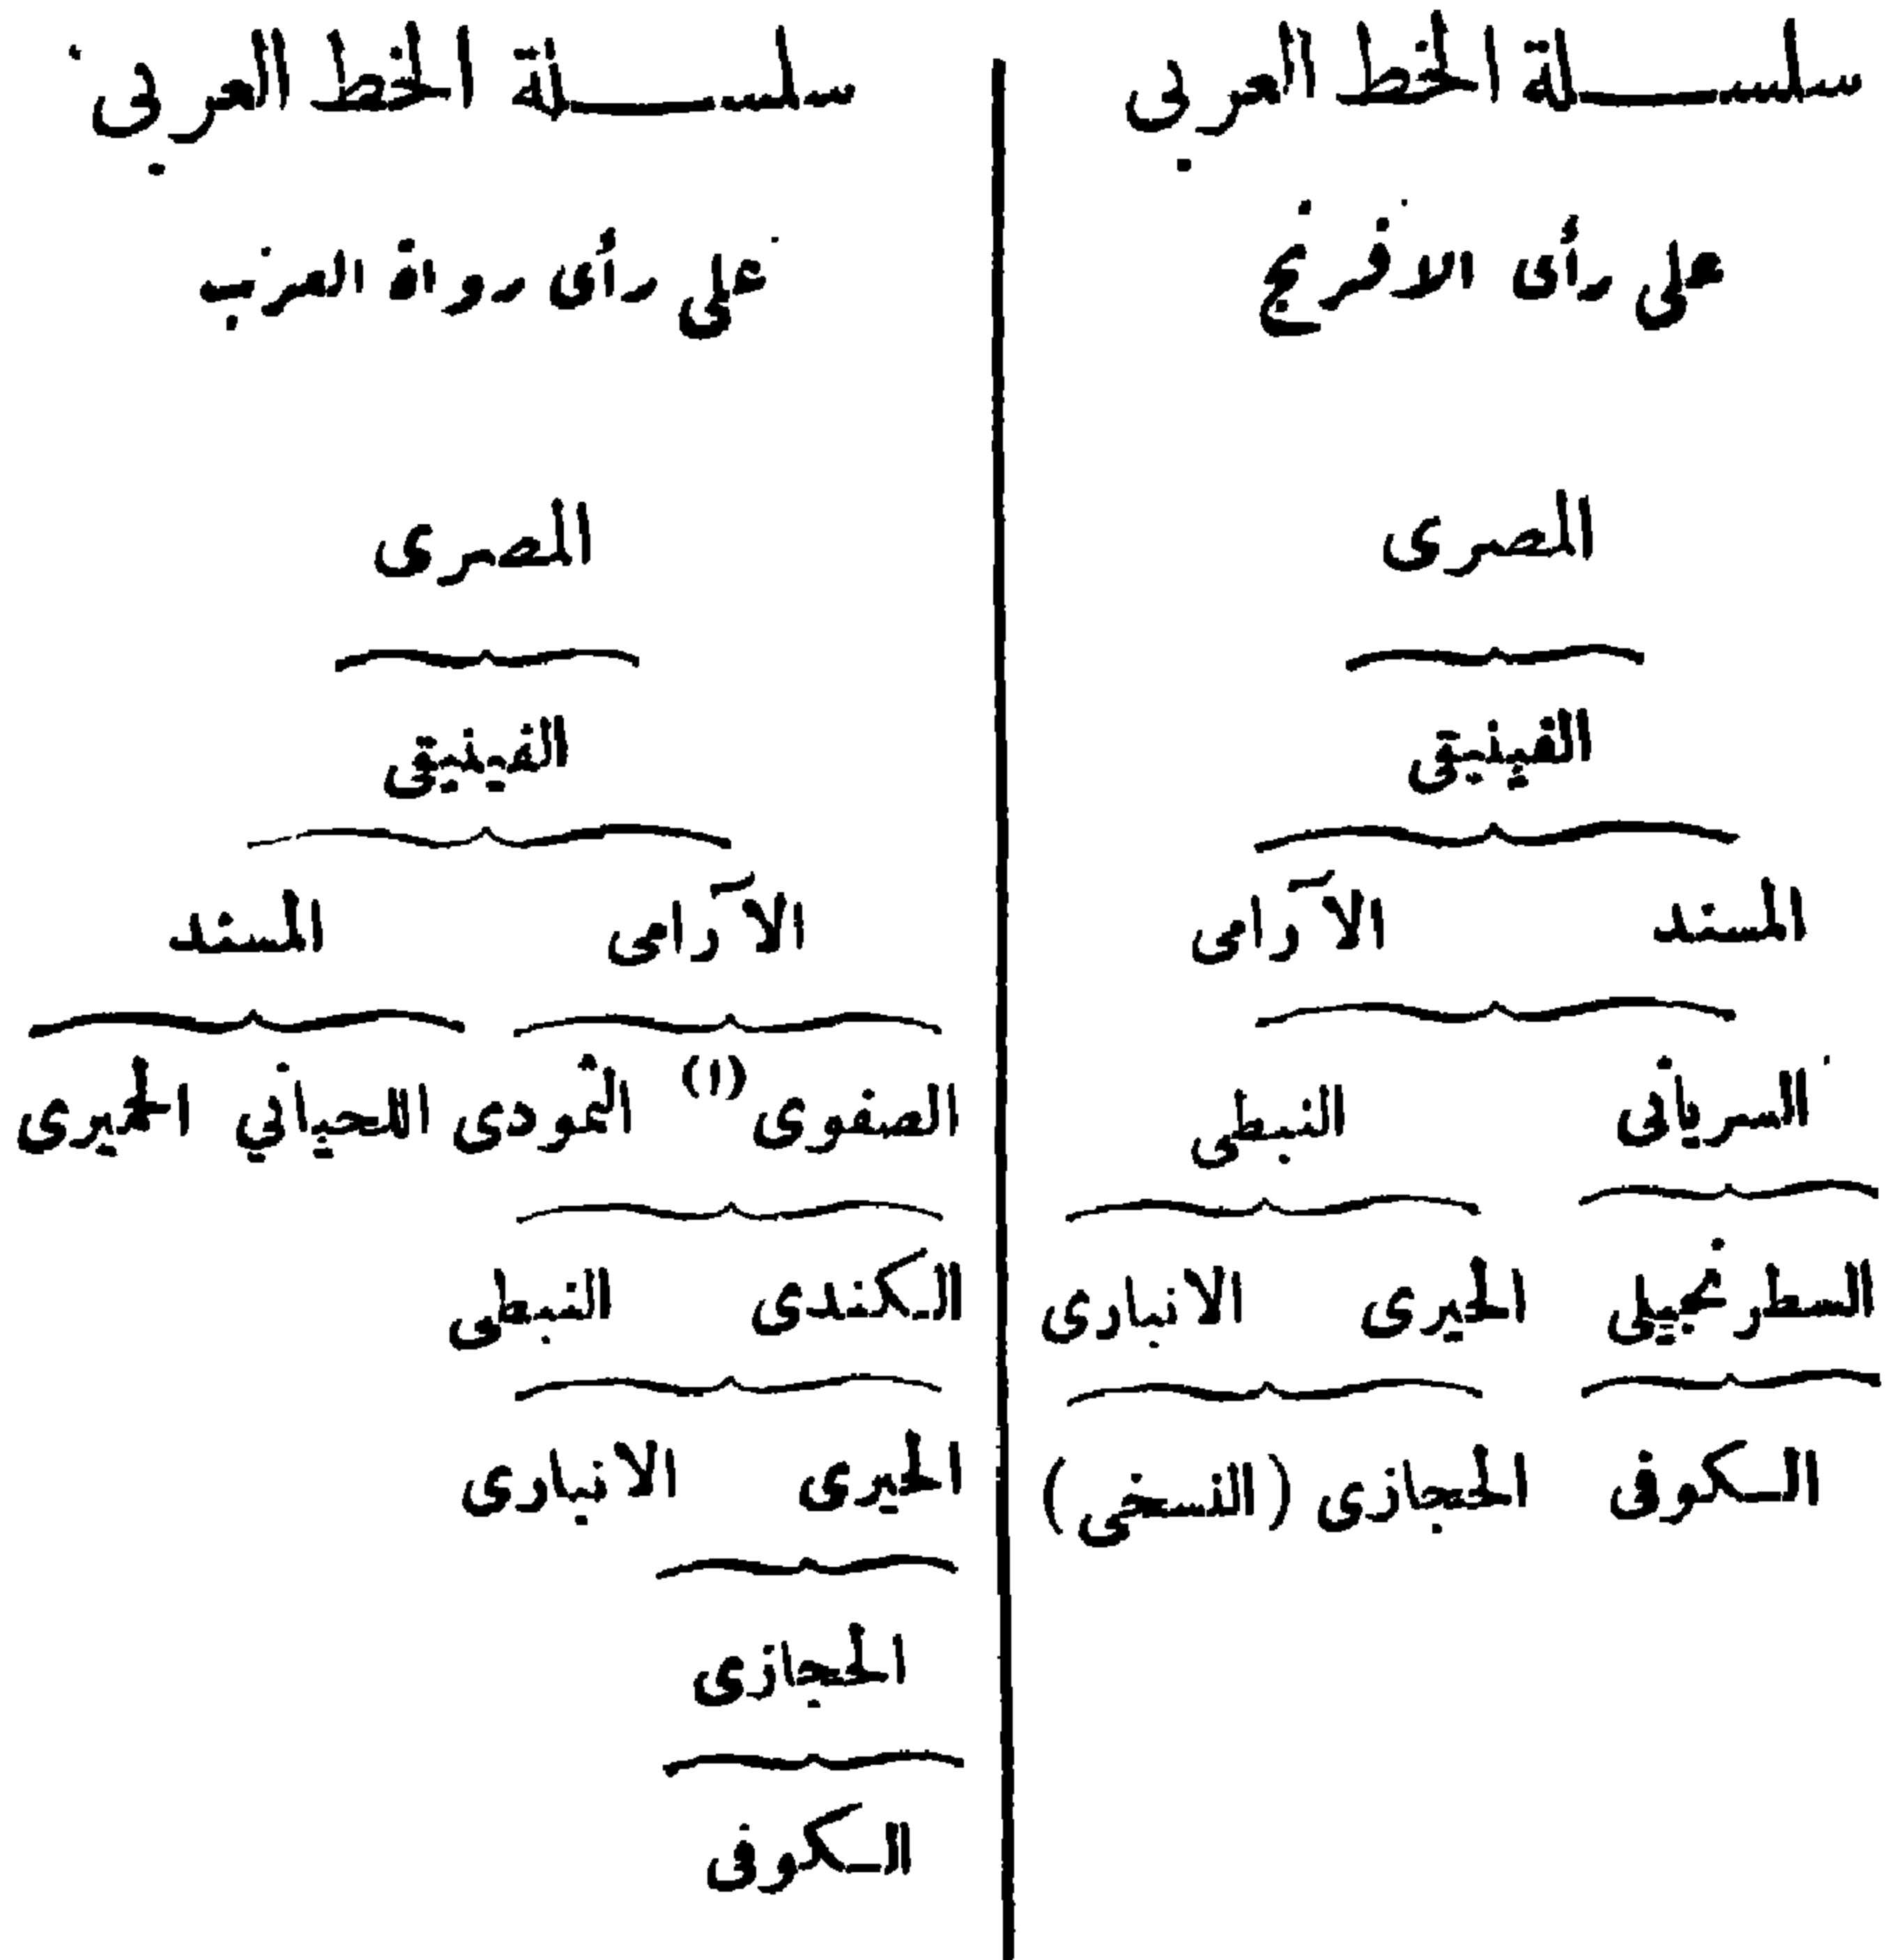 سلسلة الخط العربى
على رأى الافرنج
المصرى
الفينيقى
المسند الآرامى
السريانى النبطى
السطرنجيلى الحيرى الانبارى
الكوفى الحجازى (النسخى)
سلسلة الخط العربى
على رأى رواة العرب
المصرى
الفينيقى
الآرامى المسند
الصفوى (١) الثمودى اللحيانى الحميرى
الكندى النبطى
الحيرى الانبارى
الحجازى
الكوفى